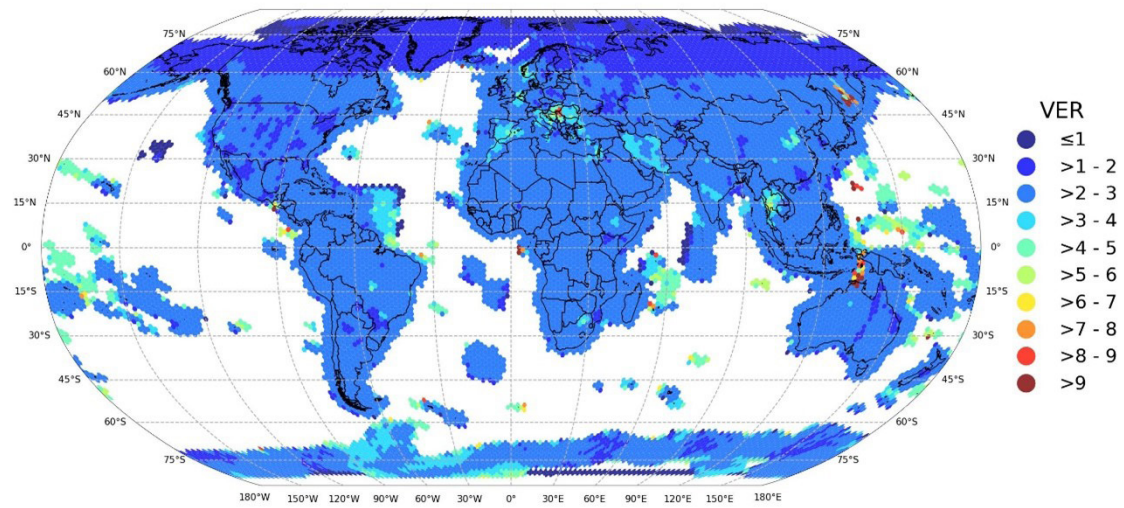 75°N 75°N
60°N 60°N
45°N 45°N
30°N 30°N
15°N 15°N
0° 0°
15°S 15°S
30°S 30°S
45°S 45°S
60°S 60°S
75°S 75°S
180°W 150°W 120°W 90°W 60°W 30°W 0° 30°E 60°E 90°E 120°E 150°E 180°E
VER
≤1
>1 - 2
>2 - 3
>3 - 4
>4 - 5
>5 - 6
>6 - 7
>7 - 8
>8 - 9
>9